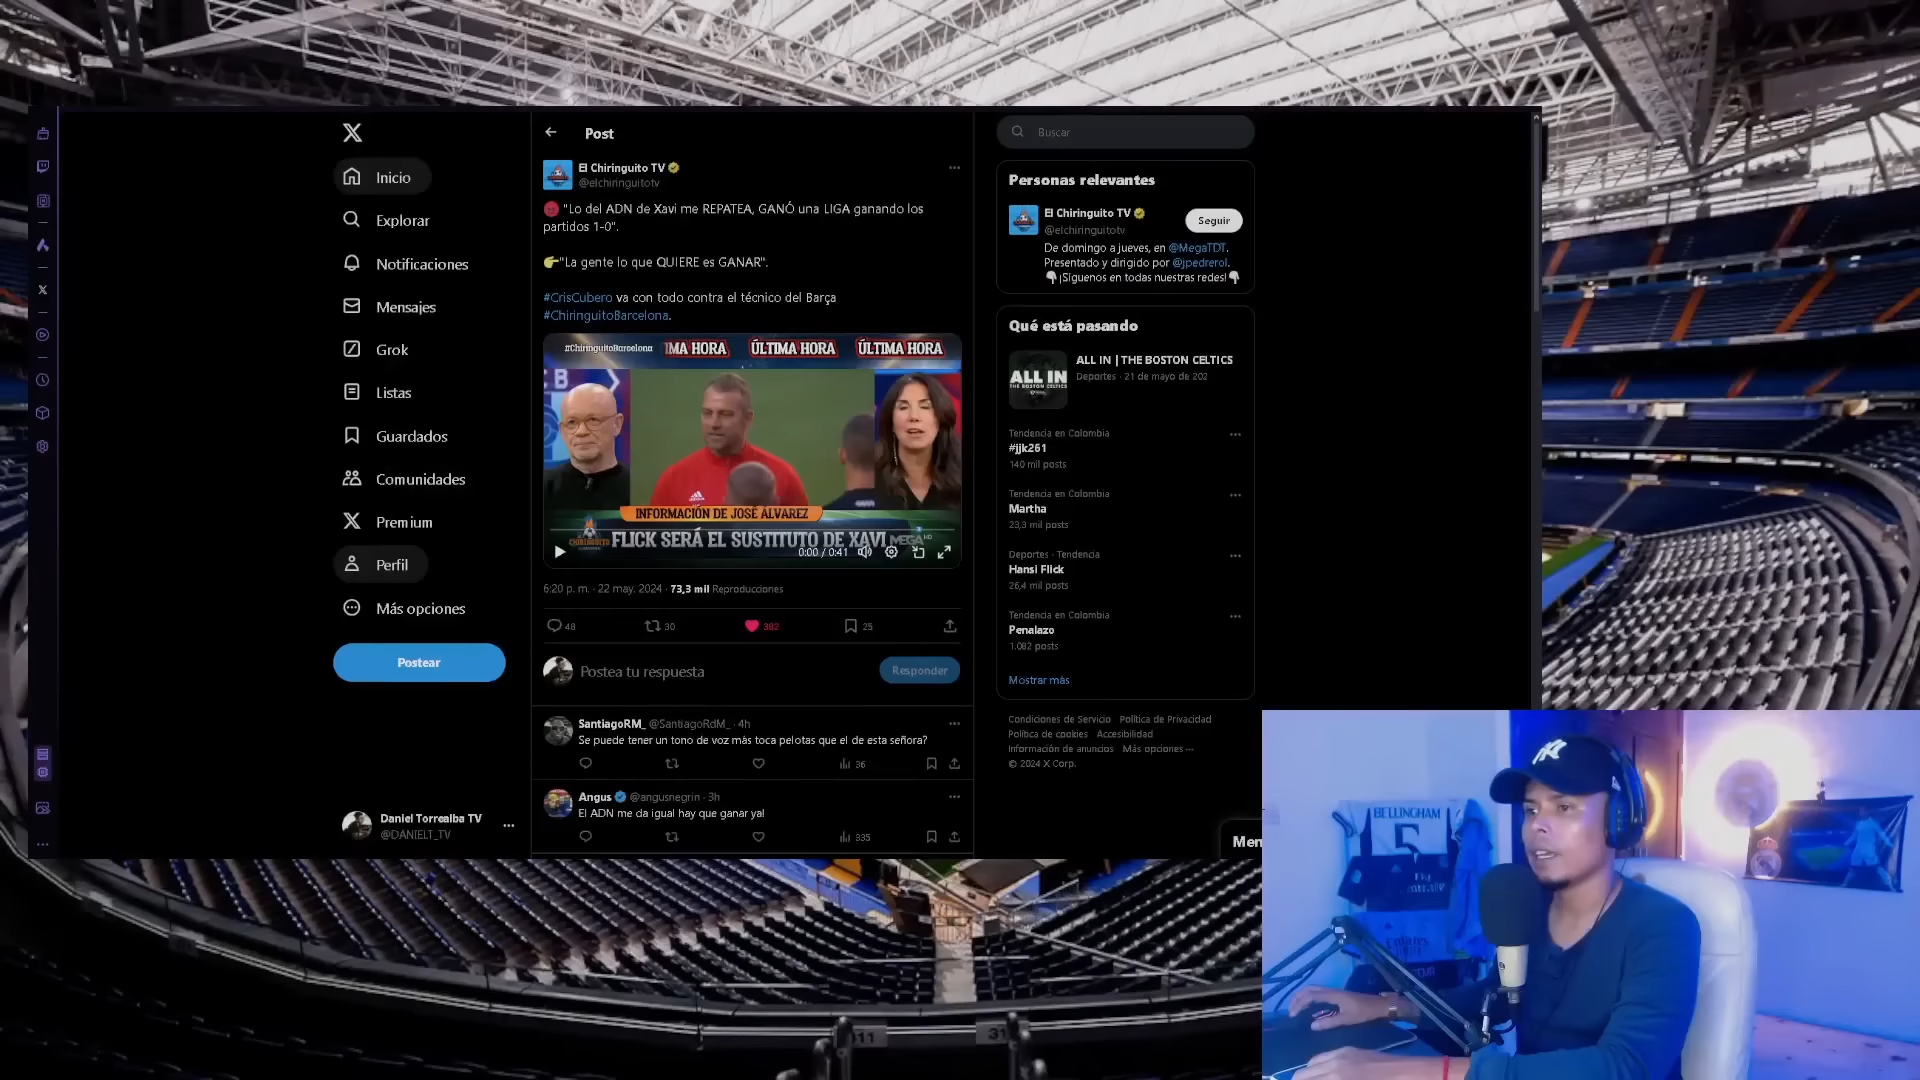 Inicio
Explorar
Notificaciones
Mensajes
Grok
Listas
Guardados
Comunidades
Premium
Perfil
Más opciones
Postear
Daniel Torrealba TV
@DANIELT_TV
Post
El Chiringuito TV
@elchiringuitotv
"Lo del ADN de Xavi me REPATEA, GANÓ una LIGA ganando los
partidos 1-0".
"La gente lo que QUIERE es GANAR".
#CrisCubero va con todo contra el técnico del Barça
#ChiringuitoBarcelona.
#ChiringuitoBarcelona IMA HORA ÚLTIMA HORA ÚLTIMA HORA
INFORMACIÓN DE JOSÉ ÁLVAREZ
FLICK SERÁ EL SUSTITUTO DE XAVI MEGA HD
0:00 / 0:41
6:20 p. m. · 22 may. 2024 · 73,3 mil Reproducciones
48 30 382 25
Postea tu respuesta
Responder
SantiagoRM_ @SantiagoRdM_ · 4h
Se puede tener un tono de voz más toca pelotas que el de esta señora?
36
Angus @angusnegrin · 3h
El ADN me da igual hay que ganar ya!
335
Buscar
Personas relevantes
El Chiringuito TV
@elchiringuitotv
Seguir
De domingo a jueves, en @MegaTDT.
Presentado y dirigido por @jpedrerol.
¡Síguenos en todas nuestras redes!
Qué está pasando
ALL IN
ALL IN | THE BOSTON CELTICS
Deportes · 21 de mayo de 202
Tendencia en Colombia
#jjk261
140 mil posts
Tendencia en Colombia
Martha
23,3 mil posts
Deportes · Tendencia
Hansi Flick
26,4 mil posts
Tendencia en Colombia
Penalazo
1.082 posts
Mostrar más
Condiciones de Servicio Política de Privacidad
Política de cookies Accesibilidad
Información de anuncios Más opciones
© 2024 X Corp.
Men
BELLINGHAM
5
11
31